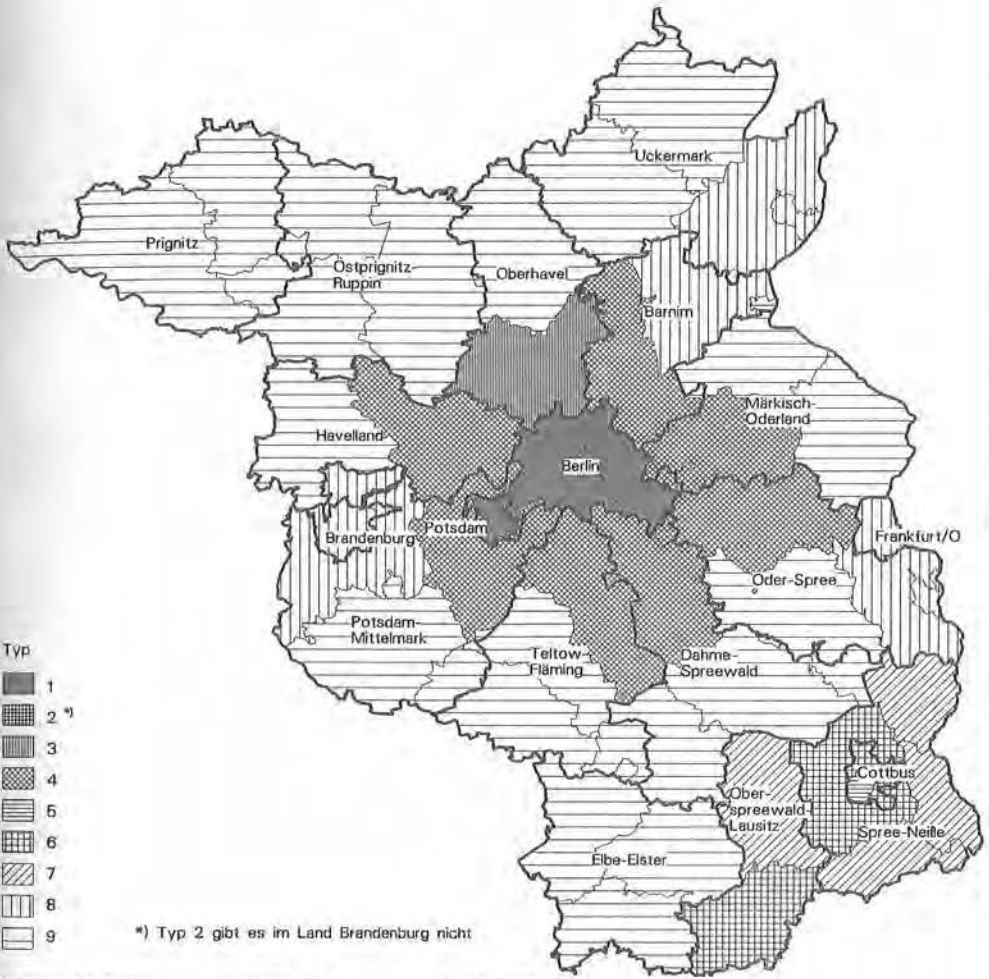 Uckermark
Prignitz
Ostprignitz-
Ruppin
Oberhavel
Barnim
Märkisch-
Oderland
Havelland
Berlin
Potsdam
Brandenburg
Frankfurt/O
Oder-Spree
Potsdam-
Mittelmark
Teltow-
Fläming
Dahme-
Spreewald
Cottbus
Ober-
spreewald-
Lausitz
Spree-Neiße
Elbe-Elster
Typ
1
2 *)
3
4
5
6
7
8
9
*) Typ 2 gibt es im Land Brandenburg nicht